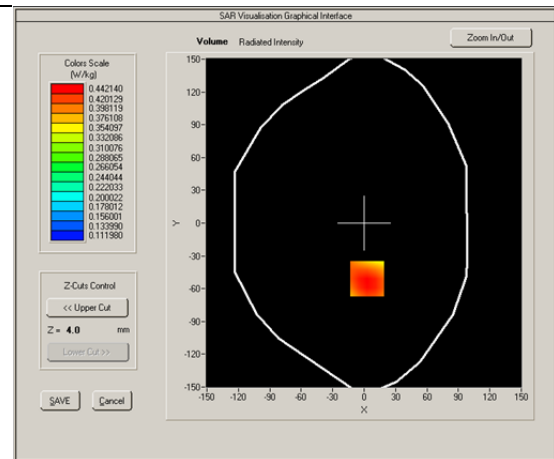 SAR Visualisation Graphical Interface
Volume Radiated Intensity
Zoom In/Out
Colors Scale
(W/kg)
0.442140
0.420129
0.398119
0.376108
0.354097
0.332086
0.310076
0.288065
0.266054
0.244044
0.222033
0.200022
0.178012
0.156001
0.133990
0.111980
Z-Cuts Control
<< Upper Cut
Z = 4.0 mm
Lower Cut >>
SAVE Cancel
150
120
90
60
30
0
-30
-60
-90
-120
-150
Y
-150 -120 -90 -60 -30 0 30 60 90 120 150
X